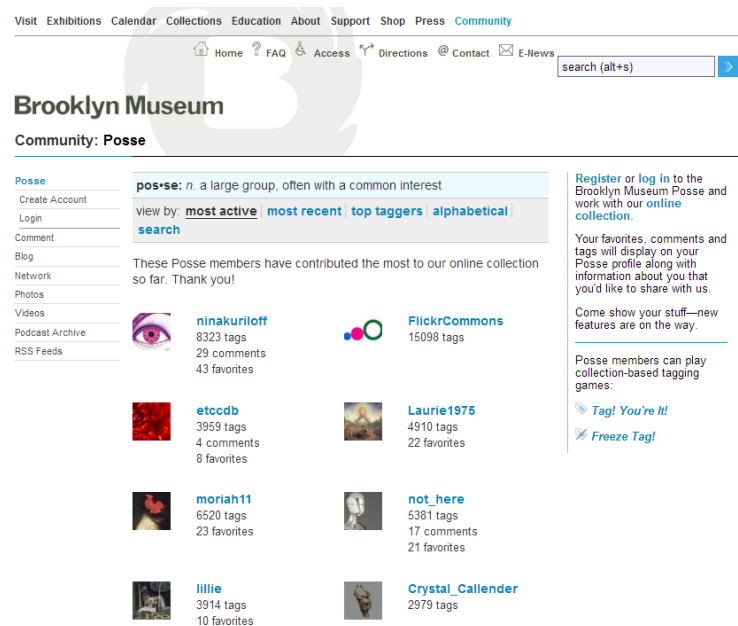 Visit Exhibitions Calendar Collections Education About Support Shop Press Community
Home FAQ Access Directions Contact E-News
search (alt+s)
Brooklyn Museum
Community: Posse
Posse
Create Account
Login
Comment
Blog
Network
Photos
Videos
Podcast Archive
RSS Feeds
pos•se: n. a large group, often with a common interest
view by: most active most recent top taggers alphabetical
search
These Posse members have contributed the most to our online collection
so far. Thank you!
ninakuriloff
8323 tags
29 comments
43 favorites
FlickrCommons
15098 tags
etccdb
3959 tags
4 comments
8 favorites
Laurie1975
4910 tags
22 favorites
moriah11
6520 tags
23 favorites
not_here
5381 tags
17 comments
21 favorites
lillie
3914 tags
10 favorites
Crystal_Callender
2979 tags
Register or log in to the
Brooklyn Museum Posse and
work with our online
collection.
Your favorites, comments and
tags will display on your
Posse profile along with
information about you that
you'd like to share with us.
Come show your stuff—new
features are on the way.
Posse members can play
collection-based tagging
games:
Tag! You're It!
Freeze Tag!